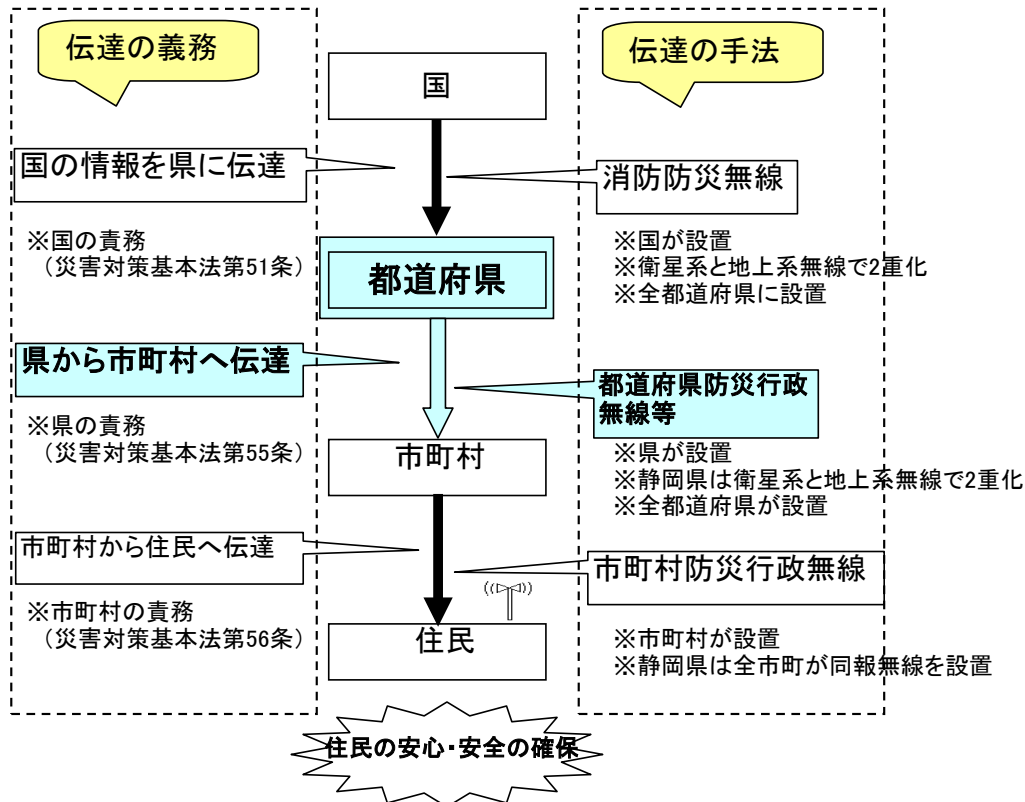 伝達の義務
国
伝達の手法
国の情報を県に伝達
消防防災無線
※国の責務
（災害対策基本法第51条）
※国が設置
※衛星系と地上系無線で2重化
※全都道府県に設置
都道府県
県から市町村へ伝達
都道府県防災行政
無線等
※県の責務
（災害対策基本法第55条）
※県が設置
※静岡県は衛星系と地上系無線で2重化
※全都道府県が設置
市町村
市町村から住民へ伝達
市町村防災行政無線
※市町村の責務
（災害対策基本法第56条）
※市町村が設置
※静岡県は全市町が同報無線を設置
住民
住民の安心・安全の確保